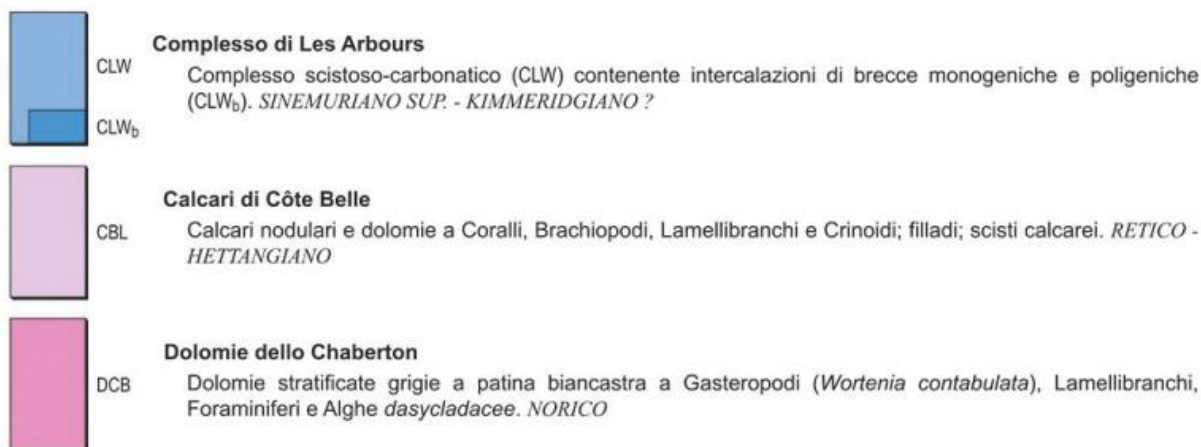 Complesso di Les Arbours
CLW
Complesso scistoso-carbonatico (CLW) contenente intercalazioni di brecce monogeniche e poligeniche
(CLWb). SINEMURIANO SUP. - KIMMERIDGIANO ?
CLWb
Calcari di Côte Belle
CBL
Calcari nodulari e dolomie a Coralli, Brachiopodi, Lamellibranchi e Crinoidi; filladi; scisti calcarei. RETICO -
HETTANGIANO
Dolomie dello Chaberton
DCB
Dolomie stratificate grigie a patina biancastra a Gasteropodi (Wortenia contabulata), Lamellibranchi,
Foraminiferi e Alghe dasycladacee. NORICO